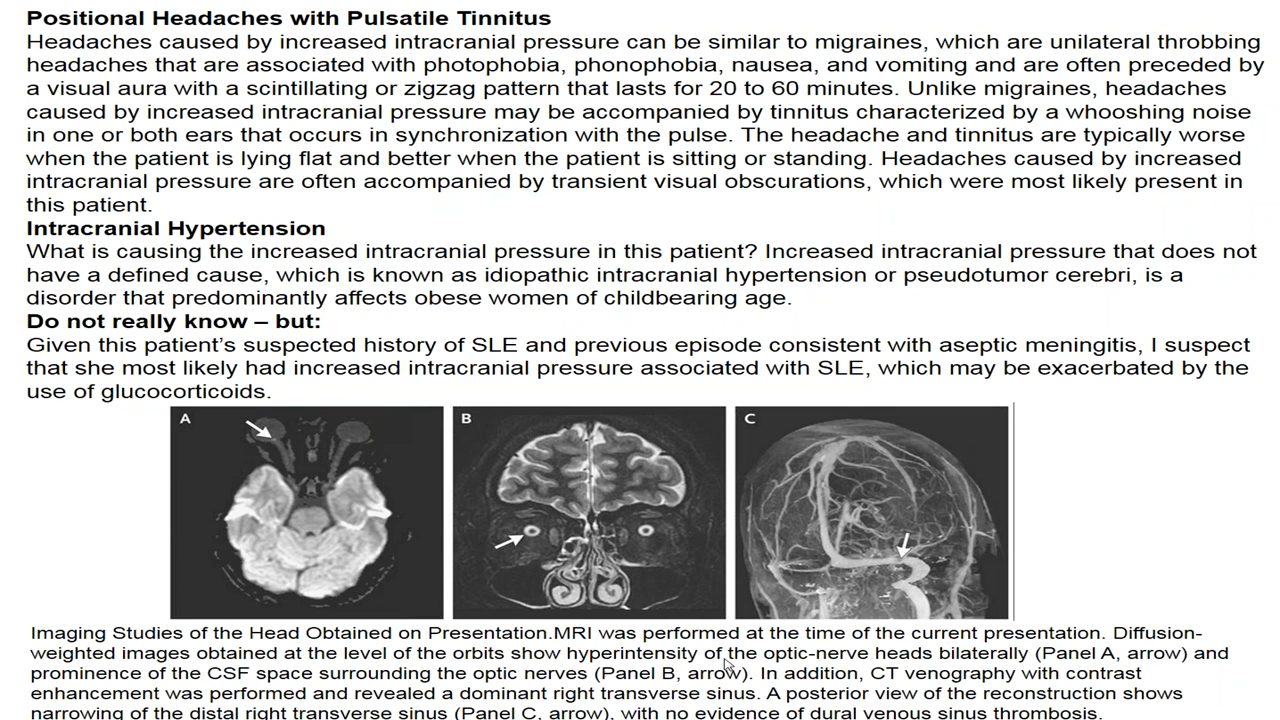 Positional Headaches with Pulsatile Tinnitus
Headaches caused by increased intracranial pressure can be similar to migraines, which are unilateral throbbing
headaches that are associated with photophobia, phonophobia, nausea, and vomiting and are often preceded by
a visual aura with a scintillating or zigzag pattern that lasts for 20 to 60 minutes. Unlike migraines, headaches
caused by increased intracranial pressure may be accompanied by tinnitus characterized by a whooshing noise
in one or both ears that occurs in synchronization with the pulse. The headache and tinnitus are typically worse
when the patient is lying flat and better when the patient is sitting or standing. Headaches caused by increased
intracranial pressure are often accompanied by transient visual obscurations, which were most likely present in
this patient.
Intracranial Hypertension
What is causing the increased intracranial pressure in this patient? Increased intracranial pressure that does not
have a defined cause, which is known as idiopathic intracranial hypertension or pseudotumor cerebri, is a
disorder that predominantly affects obese women of childbearing age.
Do not really know – but:
Given this patient's suspected history of SLE and previous episode consistent with aseptic meningitis, I suspect
that she most likely had increased intracranial pressure associated with SLE, which may be exacerbated by the
use of glucocorticoids.
A
B
C
Imaging Studies of the Head Obtained on Presentation.MRI was performed at the time of the current presentation. Diffusion-
weighted images obtained at the level of the orbits show hyperintensity of the optic-nerve heads bilaterally (Panel A, arrow) and
prominence of the CSF space surrounding the optic nerves (Panel B, arrow). In addition, CT venography with contrast
enhancement was performed and revealed a dominant right transverse sinus. A posterior view of the reconstruction shows
narrowing of the distal right transverse sinus (Panel C, arrow), with no evidence of dural venous sinus thrombosis.